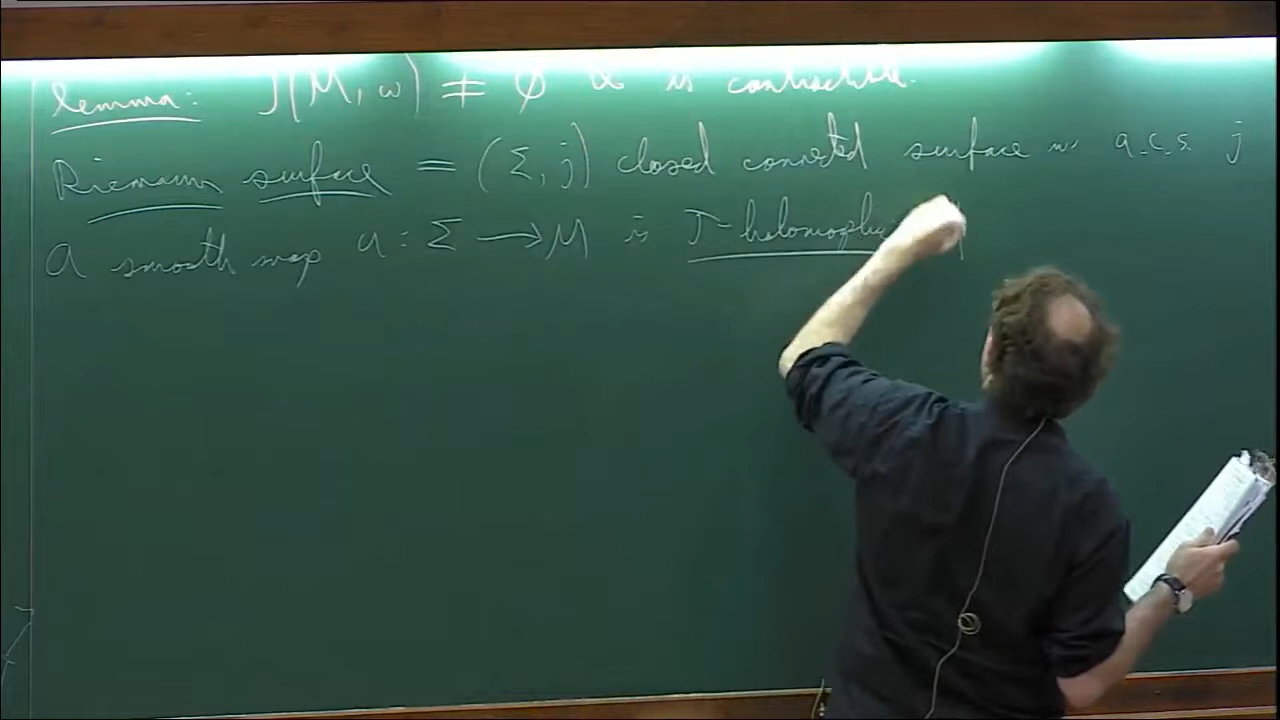 Lemma: J(M, ω) ≠ ∅ & is contractible.
Riemann surface = (Σ, j) closed connected surface w/ a.c.s. j
A smooth map u : Σ → M is J-holomorphic